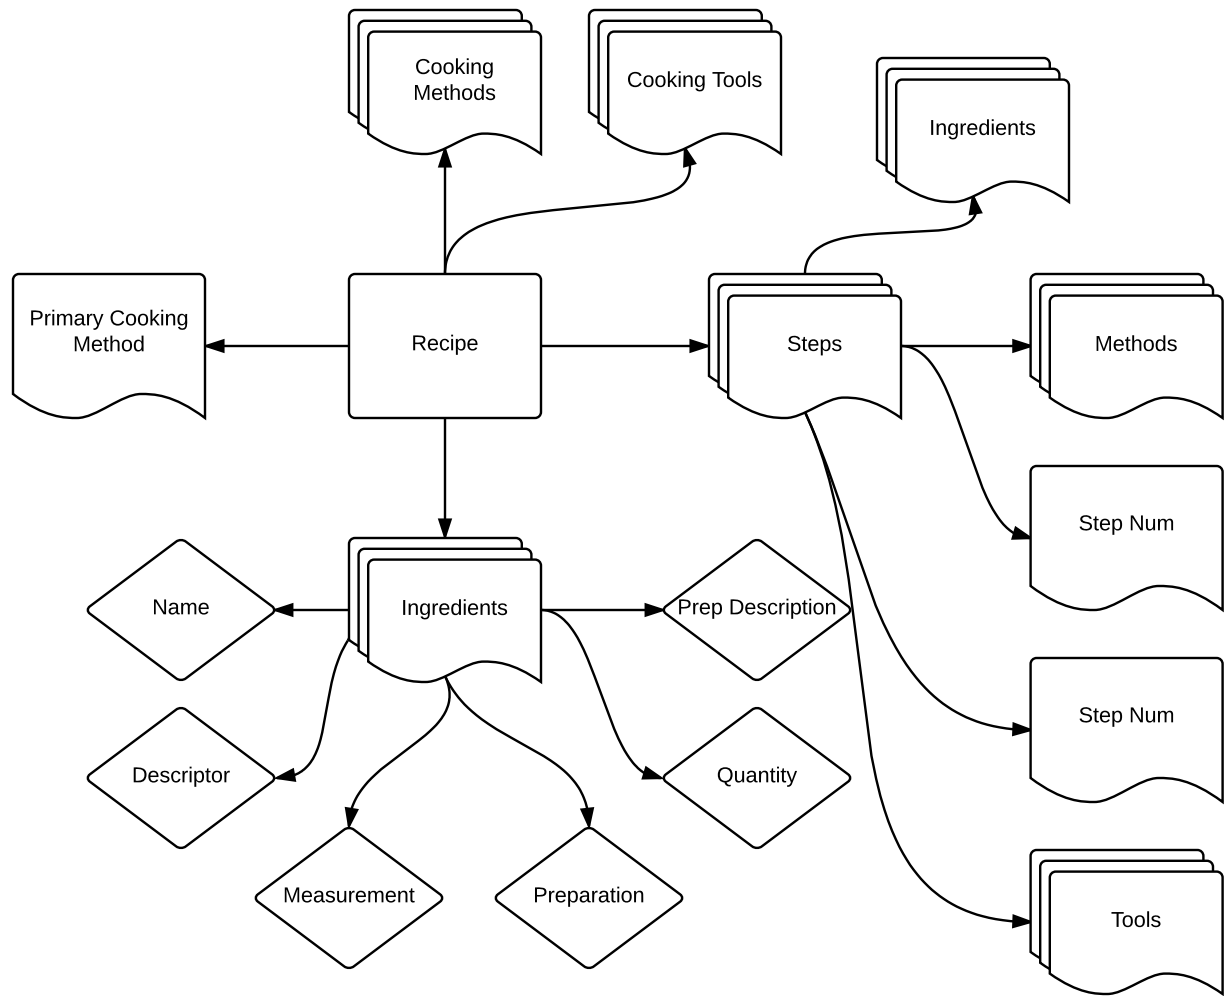 Cooking
Methods
Cooking Tools
Ingredients
Primary Cooking
Method
Recipe
Steps
Methods
Step Num
Name
Ingredients
Prep Description
Step Num
Descriptor
Quantity
Measurement
Preparation
Tools